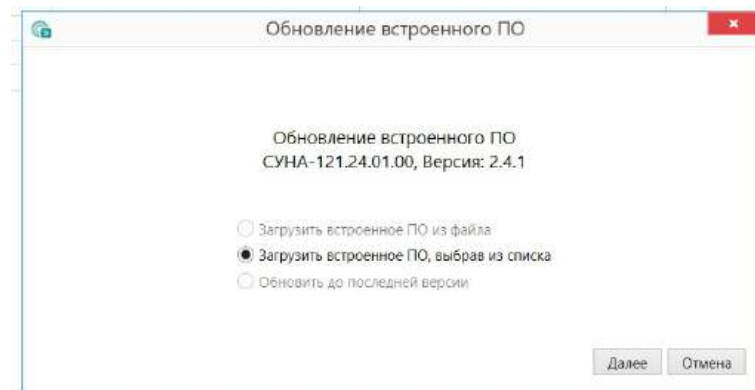 Обновление встроенного ПО
Обновление встроенного ПО
СУНА-121.24.01.00, Версия: 2.4.1
Загрузить встроенное ПО из файла
Загрузить встроенное ПО, выбрав из списка
Обновить до последней версии
Далее
Отмена